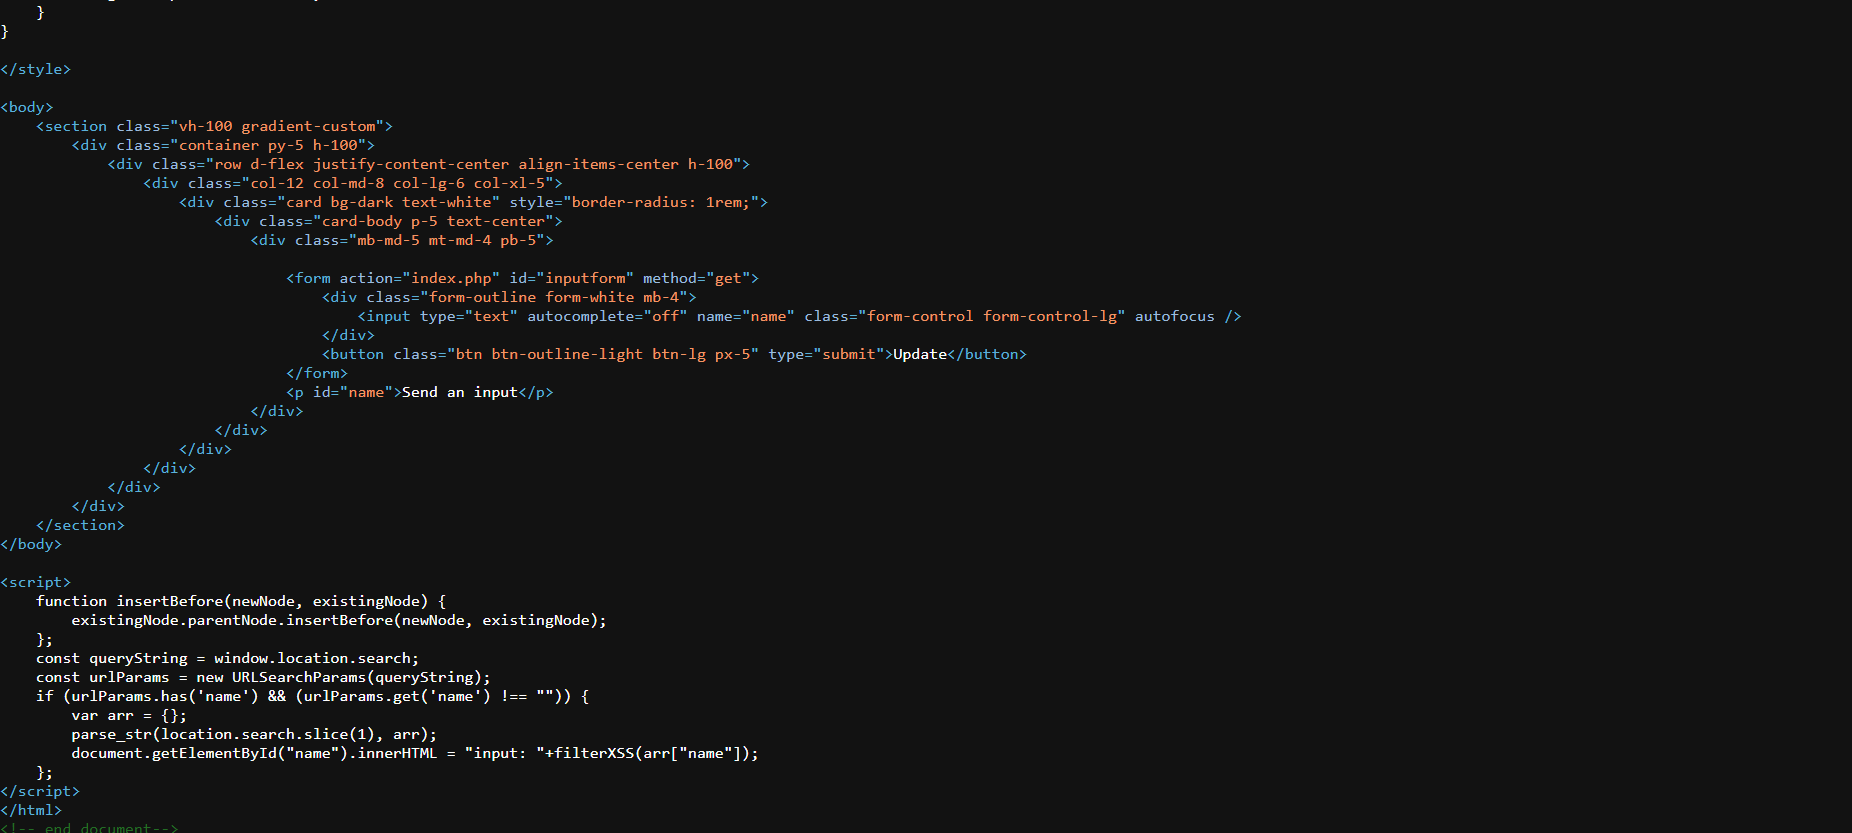 }
}
</style>
<body>
<section class="vh-100 gradient-custom">
<div class="container py-5 h-100">
<div class="row d-flex justify-content-center align-items-center h-100">
<div class="col-12 col-md-8 col-lg-6 col-xl-5">
<div class="card bg-dark text-white" style="border-radius: 1rem;">
<div class="card-body p-5 text-center">
<div class="mb-md-5 mt-md-4 pb-5">
<form action="index.php" id="inputform" method="get">
<div class="form-outline form-white mb-4">
<input type="text" autocomplete="off" name="name" class="form-control form-control-lg" autofocus />
</div>
<button class="btn btn-outline-light btn-lg px-5" type="submit">Update</button>
</form>
<p id="name">Send an input</p>
</div>
</div>
</div>
</div>
</div>
</div>
</section>
</body>
<script>
function insertBefore(newNode, existingNode) {
existingNode.parentNode.insertBefore(newNode, existingNode);
};
const queryString = window.location.search;
const urlParams = new URLSearchParams(queryString);
if (urlParams.has('name') && (urlParams.get('name') !== "")) {
var arr = {};
parse_str(location.search.slice(1), arr);
document.getElementById("name").innerHTML = "input: "+filterXSS(arr["name"]);
};
</script>
</html>
<!-- end document-->